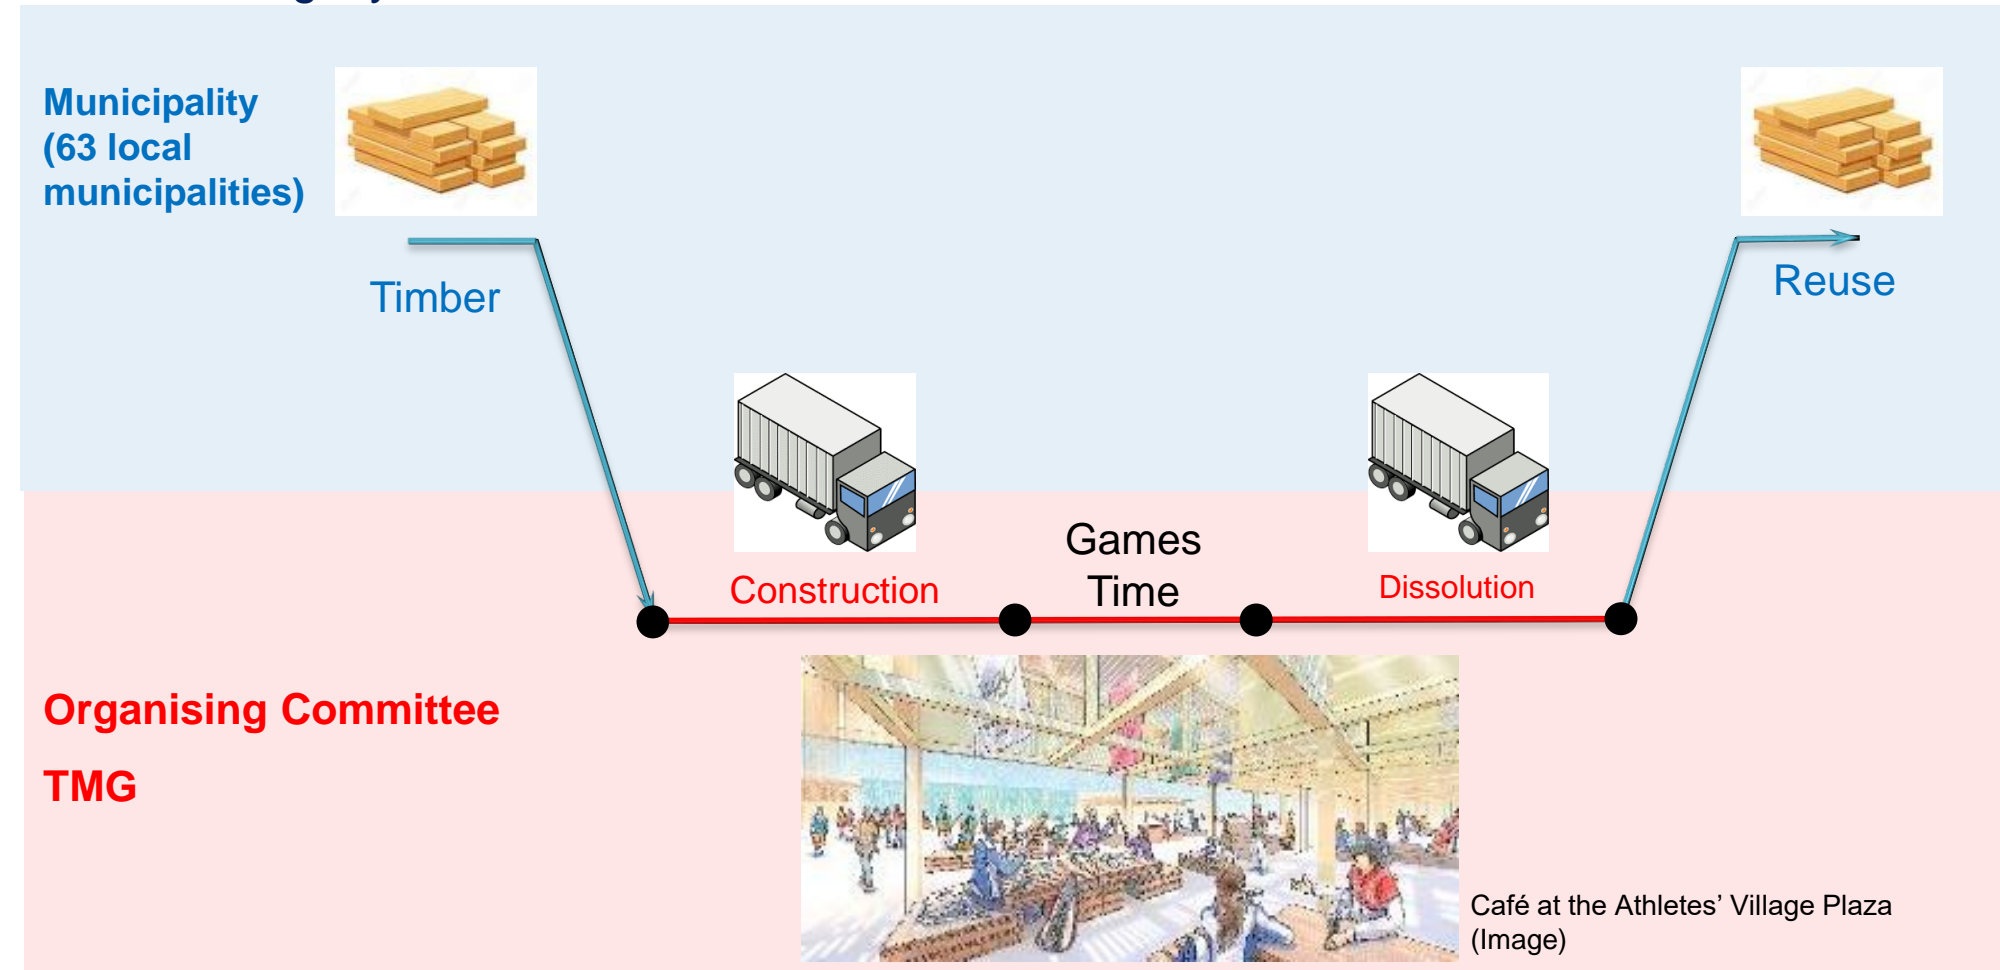 Municipality
(63 local
municipalities)
Timber
Reuse
Games
Time
Construction
Dissolution
Organising Committee
TMG
Café at the Athletes’ Village Plaza
(Image)